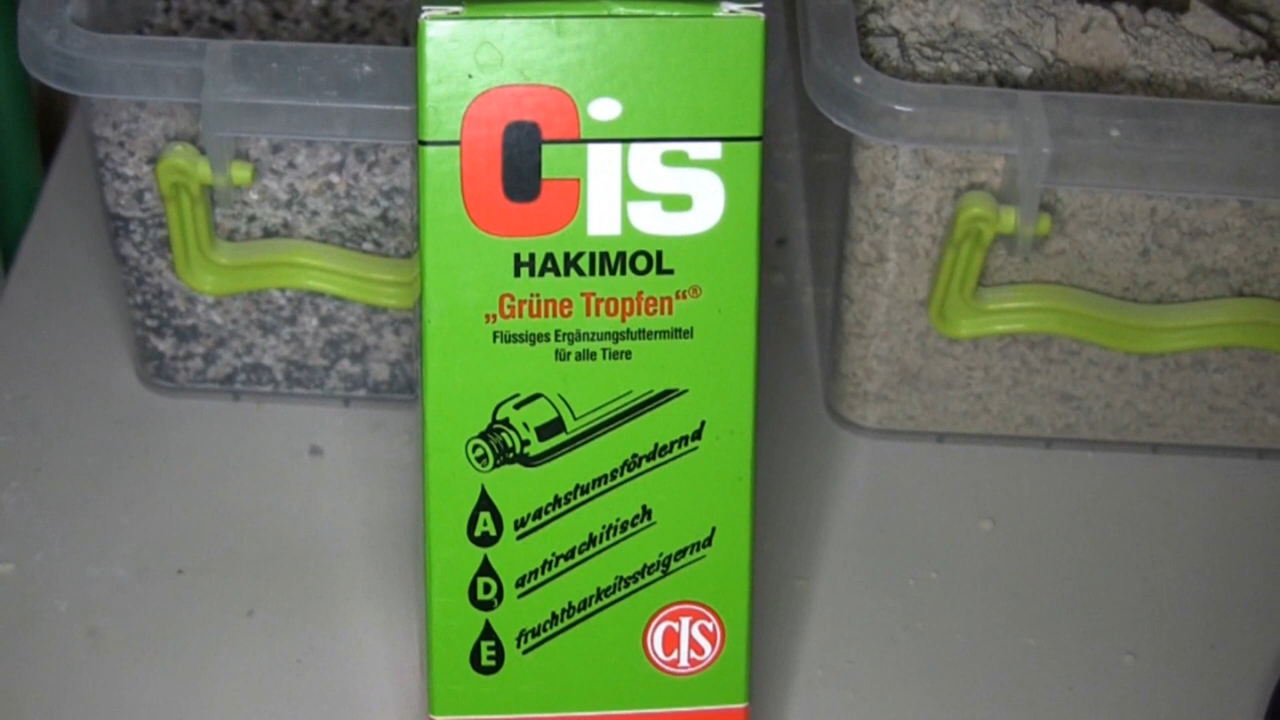 Cis
HAKIMOL
„Grüne Tropfen“®
Flüssiges Ergänzungsfuttermittel
für alle Tiere
A wachstumsfördernd
D3 antirachitisch
E fruchtbarkeitssteigernd
CIS